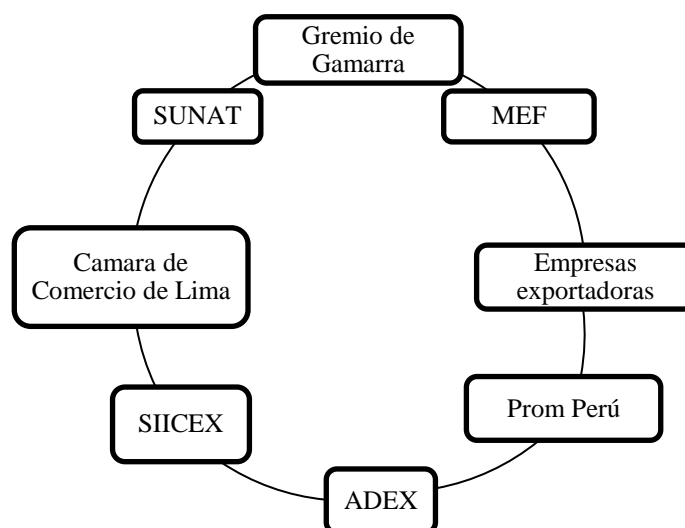 Gremio de
Gamarra
SUNAT
MEF
Camara de
Comercio de Lima
Empresas
exportadoras
SIICEX
Prom Perú
ADEX